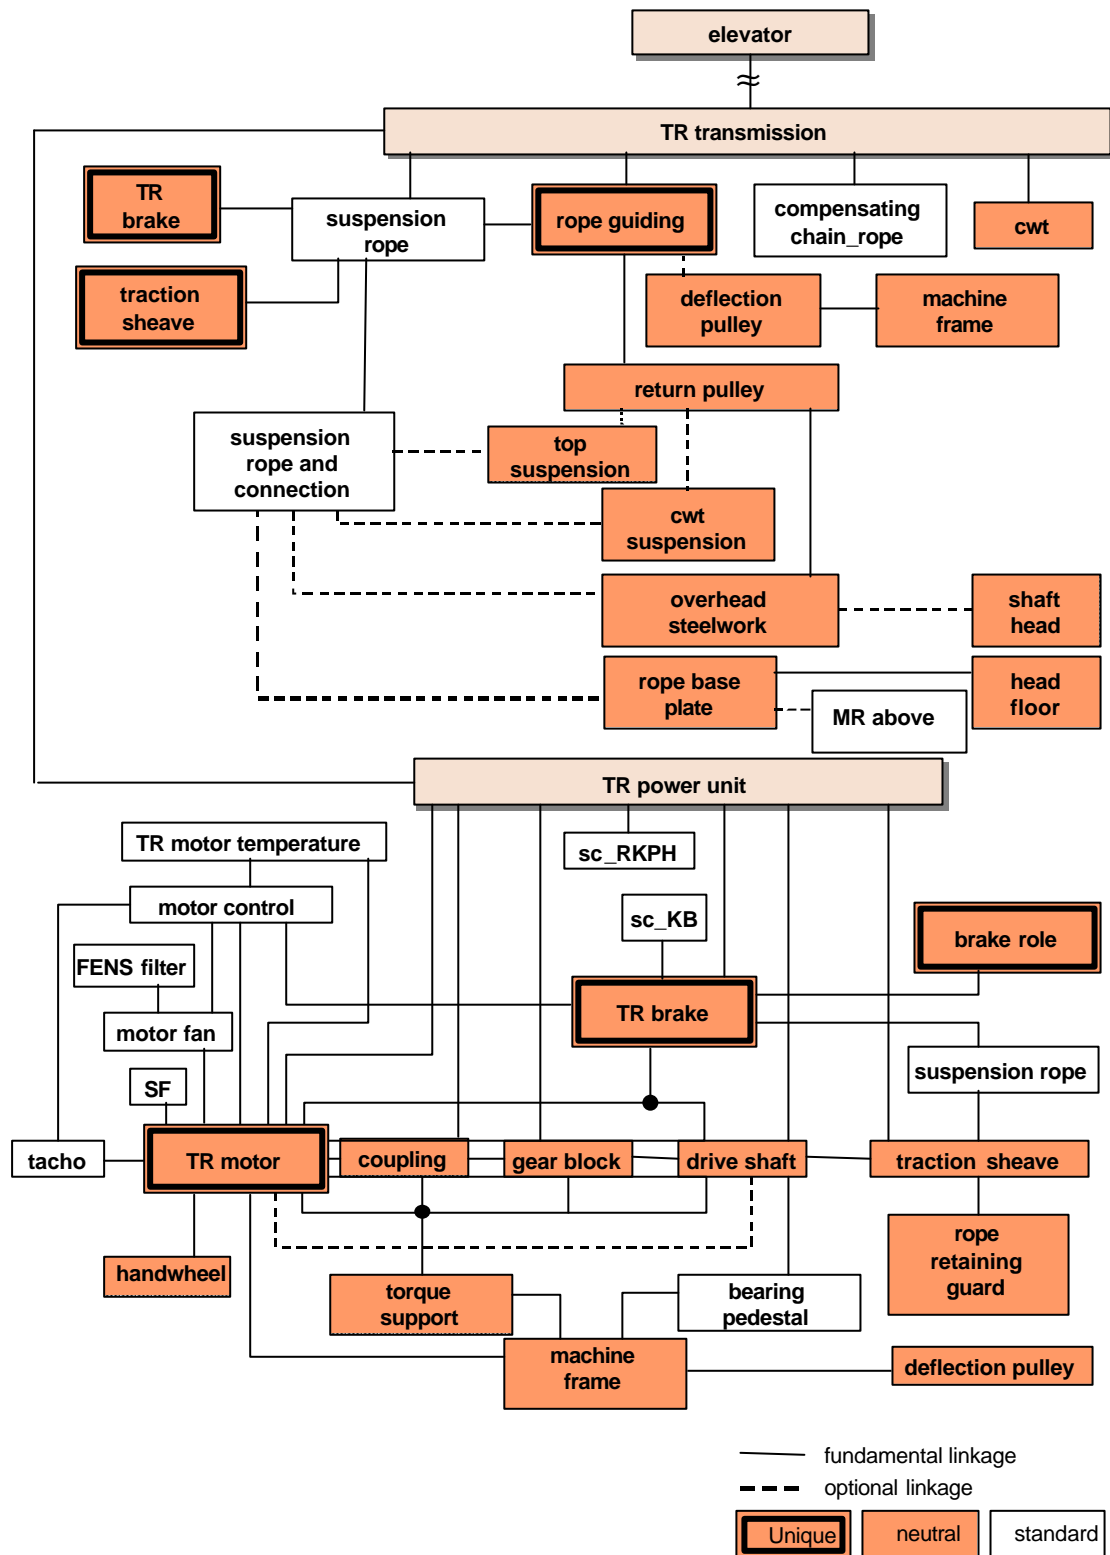 elevator
TR transmission
TR
brake
suspension
rope
rope guiding
compensating
chain_rope
cwt
traction
sheave
deflection
pulley
machine
frame
return pulley
suspension
rope and
connection
top
suspension
cwt
suspension
overhead
steelwork
shaft
head
rope base
plate
head
floor
MR above
TR power unit
TR motor temperature
sc_RKPH
motor control
sc_KB
brake role
FENS filter
TR brake
motor fan
suspension rope
SF
tacho
TR motor
coupling
gear block
drive shaft
traction sheave
handwheel
torque
support
bearing
pedestal
rope
retaining
guard
machine
frame
deflection pulley
fundamental linkage
optional linkage
Unique
neutral
standard